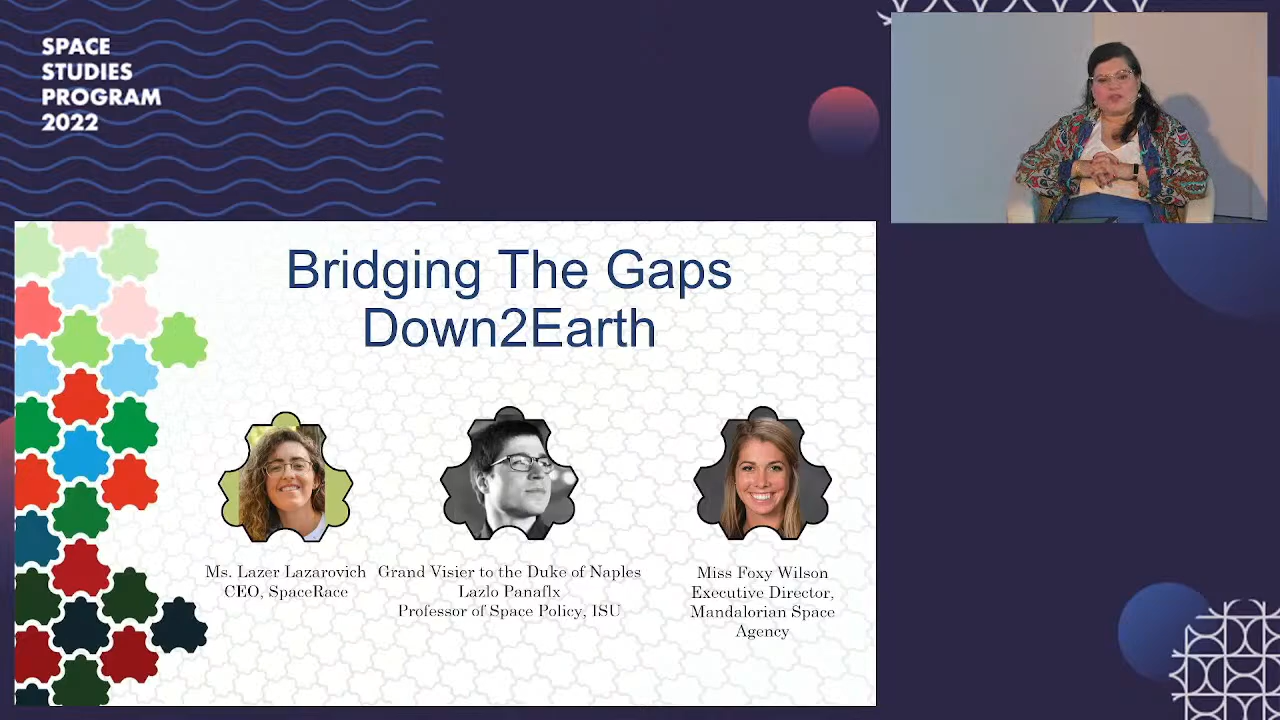 SPACE
STUDIES
PROGRAM
2022
Bridging The Gaps
Down2Earth
Ms. Lazer Lazarovich
CEO, SpaceRace
Grand Visier to the Duke of Naples
Lazlo Panaflx
Professor of Space Policy, ISU
Miss Foxy Wilson
Executive Director,
Mandalorian Space
Agency